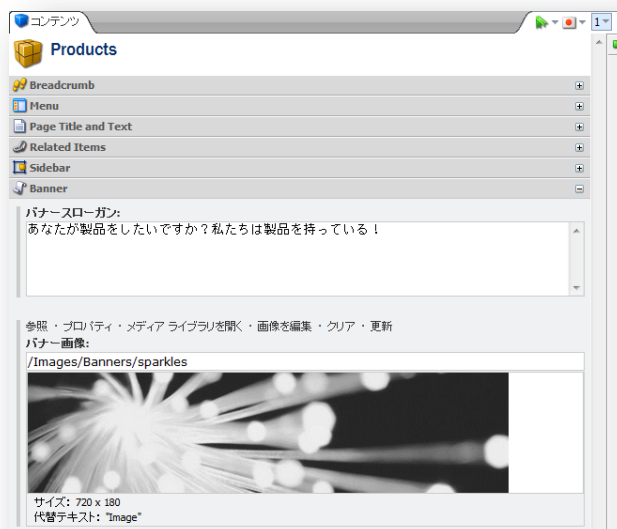 コンテンツ
1
Products
Breadcrumb
Menu
Page Title and Text
Related Items
Sidebar
Banner
バナースローガン:
あなたが製品をしたいですか？私たちは製品を持っている！
参照 ・ プロパティ ・ メディア ライブラリを開く ・ 画像を編集 ・ クリア ・ 更新
バナー画像:
/Images/Banners/sparkles
サイズ: 720 x 180
代替テキスト: "Image"